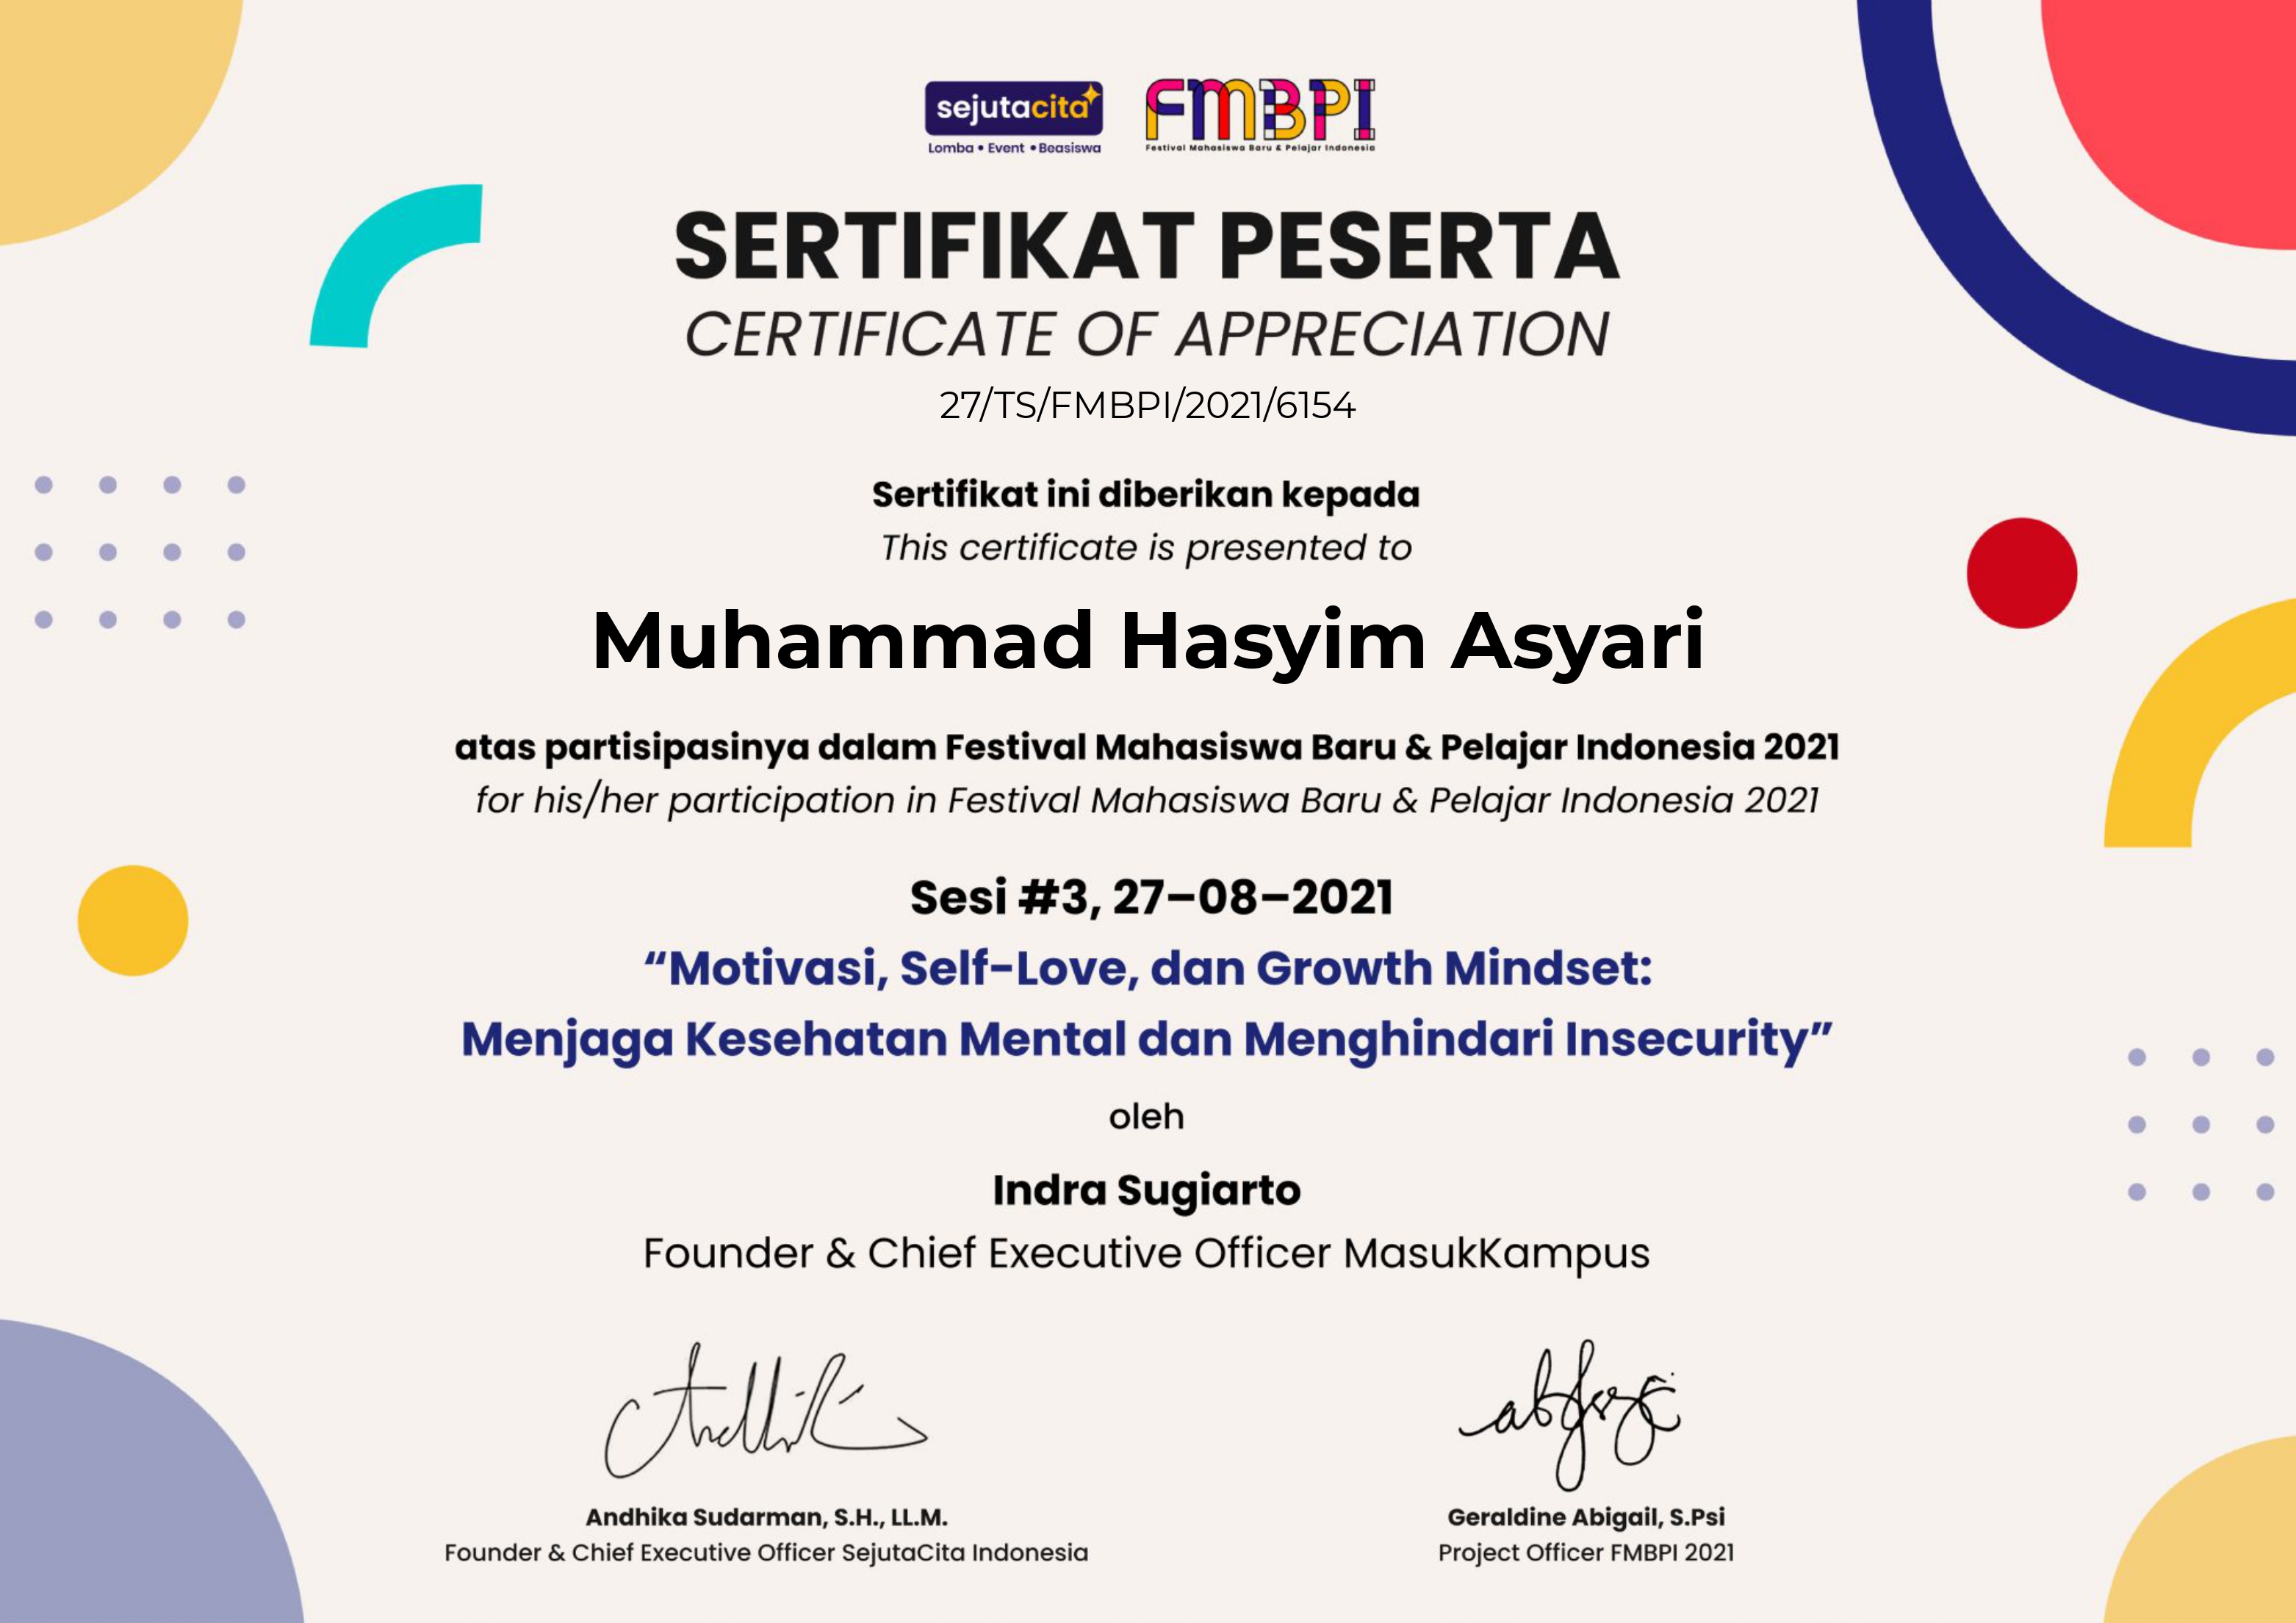 sejutacita
Lomba • Event • Beasiswa
FMBPI
Festival Mahasiswa Baru & Pelajar Indonesia
SERTIFIKAT PESERTA
CERTIFICATE OF APPRECIATION
27/TS/FMBPI/2021/6154
Sertifikat ini diberikan kepada
This certificate is presented to
Muhammad Hasyim Asyari
atas partisipasinya dalam Festival Mahasiswa Baru & Pelajar Indonesia 2021
for his/her participation in Festival Mahasiswa Baru & Pelajar Indonesia 2021
Sesi #3, 27–08–2021
“Motivasi, Self-Love, dan Growth Mindset:
Menjaga Kesehatan Mental dan Menghindari Insecurity”
oleh
Indra Sugiarto
Founder & Chief Executive Officer MasukKampus
Andhika Sudarman, S.H., LL.M.
Founder & Chief Executive Officer SejutaCita Indonesia
Geraldine Abigail, S.Psi
Project Officer FMBPI 2021